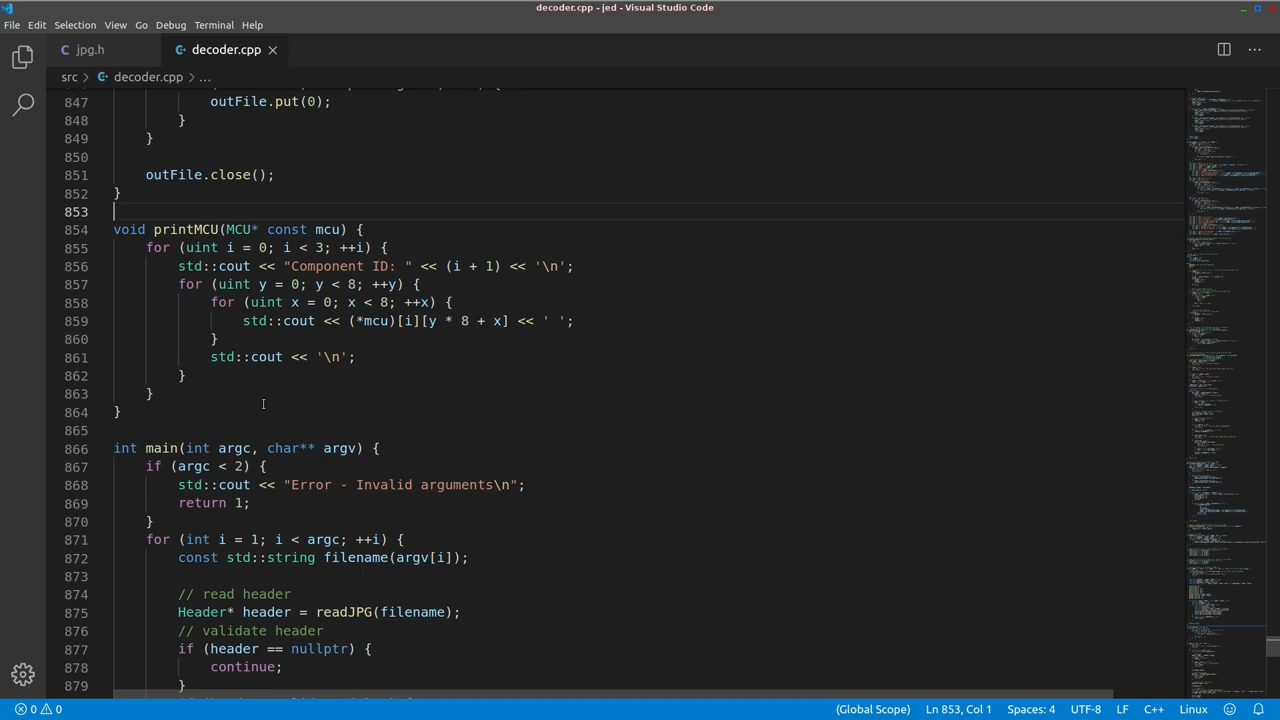 decoder.cpp - jed - Visual Studio Code
File Edit Selection View Go Debug Terminal Help
C jpg.h decoder.cpp
src > decoder.cpp > ...
847 outFile.put(0);
848 }
849 }
850
851 outFile.close();
852 }
853
854 void printMCU(MCU* const mcu) {
855 for (uint i = 0; i < 3; ++i) {
856 std::cout << "Component ID: " << (i + 1) << '\n';
857 for (uint y = 0; y < 8; ++y) {
858 for (uint x = 0; x < 8; ++x) {
859 std::cout << (*mcu)[i][y * 8 + x] << ' ';
860 }
861 std::cout << '\n';
862 }
863 }
864 }
865
866 int main(int argc, char** argv) {
867 if (argc < 2) {
868 std::cout << "Error - Invalid arguments\n";
869 return 1;
870 }
871 for (int i = 1; i < argc; ++i) {
872 const std::string filename(argv[i]);
873
874 // read header
875 Header* header = readJPG(filename);
876 // validate header
877 if (header == nullptr) {
878 continue;
879 }
0 0 (Global Scope) Ln 853, Col 1 Spaces: 4 UTF-8 LF C++ Linux